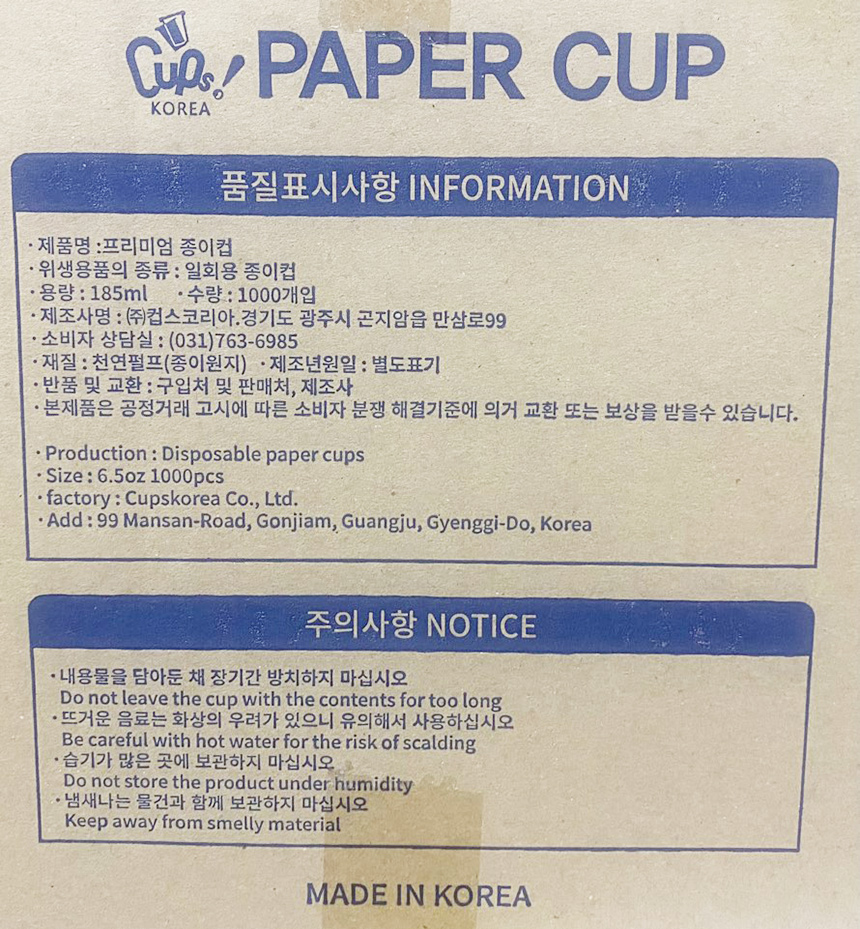 Cups! PAPER CUP
KOREA
품질표시사항 INFORMATION
·제품명 :프리미엄 종이컵
·위생용품의 종류 : 일회용 종이컵
·용량 : 185ml ·수량 : 1000개입
·제조사명 : ㈜컵스코리아.경기도 광주시 곤지암읍 만삼로99
·소비자 상담실 : (031)763-6985
·재질 : 천연펄프(종이원지) ·제조년원일 : 별도표기
·반품 및 교환 : 구입처 및 판매처, 제조사
·본제품은 공정거래 고시에 따른 소비자 분쟁 해결기준에 의거 교환 또는 보상을 받을수 있습니다.
·Production : Disposable paper cups
·Size : 6.5oz 1000pcs
·factory : Cupskorea Co., Ltd.
·Add : 99 Mansan-Road, Gonjiam, Guangju, Gyenggi-Do, Korea
주의사항 NOTICE
·내용물을 담아둔 채 장기간 방치하지 마십시오
Do not leave the cup with the contents for too long
·뜨거운 음료는 화상의 우려가 있으니 유의해서 사용하십시오
Be careful with hot water for the risk of scalding
·습기가 많은 곳에 보관하지 마십시오
Do not store the product under humidity
·냄새나는 물건과 함께 보관하지 마십시오
Keep away from smelly material
MADE IN KOREA